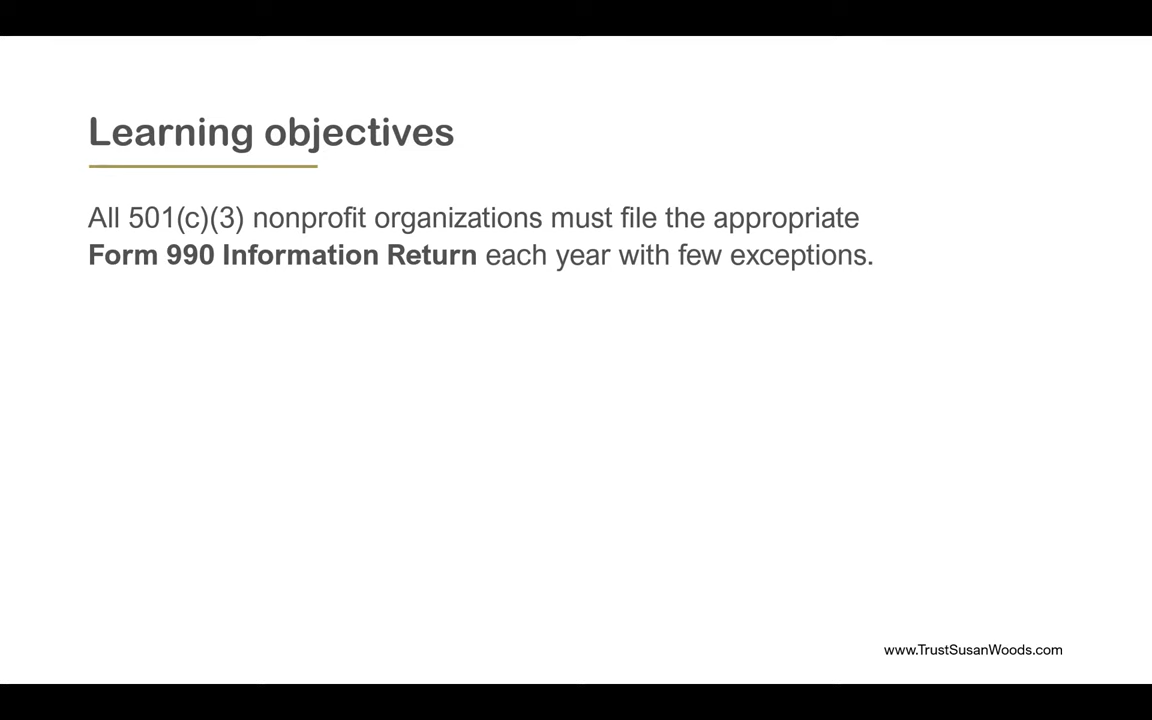 Learning objectives
All 501(c)(3) nonprofit organizations must file the appropriate
Form 990 Information Return each year with few exceptions.
www.TrustSusanWoods.com